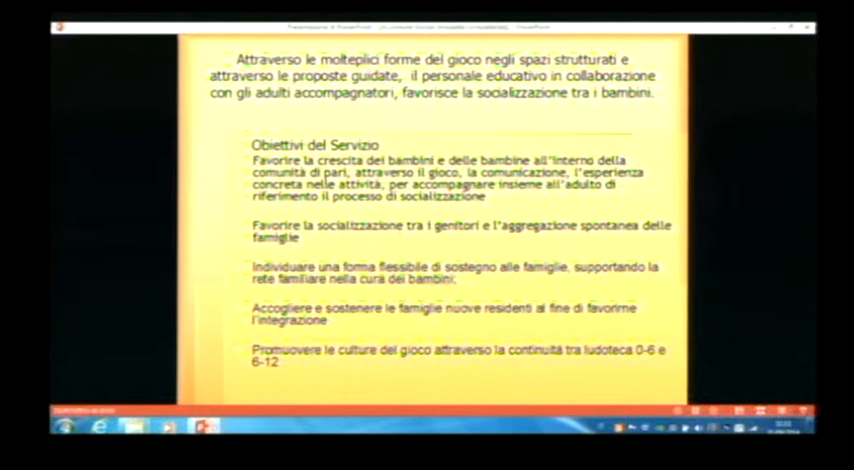 Attraverso le molteplici forme del gioco negli spazi strutturati e
attraverso le proposte guidate, il personale educativo in collaborazione
con gli adulti accompagnatori, favorisce la socializzazione tra i bambini.
Obiettivi del Servizio
Favorire la crescita dei bambini e delle bambine all'interno della
comunità di pari, attraverso il gioco, la comunicazione, l'esperienza
concreta nelle attività, per accompagnare insieme all'adulto di
riferimento il processo di socializzazione
Favorire la socializzazione tra i genitori e l'aggregazione spontanea delle
famiglie
Individuare una forma flessibile di sostegno alle famiglie, supportando la
rete familiare nella cura dei bambini;
Accogliere e sostenere le famiglie nuove residenti al fine di favorirne
l'integrazione
Promuovere le culture del gioco attraverso la continuità tra ludoteca 0-6 e
6-12